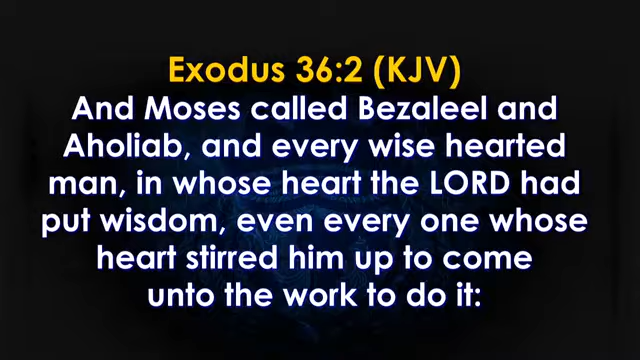 Exodus 36:2 (KJV)
And Moses called Bezaleel and
Aholiab, and every wise hearted
man, in whose heart the LORD had
put wisdom, even every one whose
heart stirred him up to come
unto the work to do it: